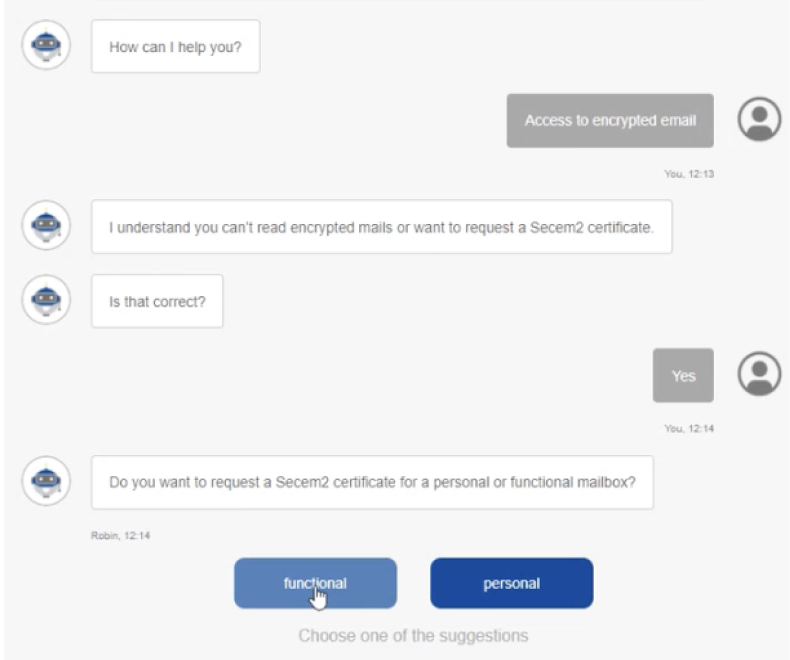 How can I help you?
Access to encrypted email
You, 12:13
I understand you can't read encrypted mails or want to request a Secem2 certificate.
Is that correct?
Yes
You, 12:14
Do you want to request a Secem2 certificate for a personal or functional mailbox?
Robin, 12:14
functional
personal
Choose one of the suggestions